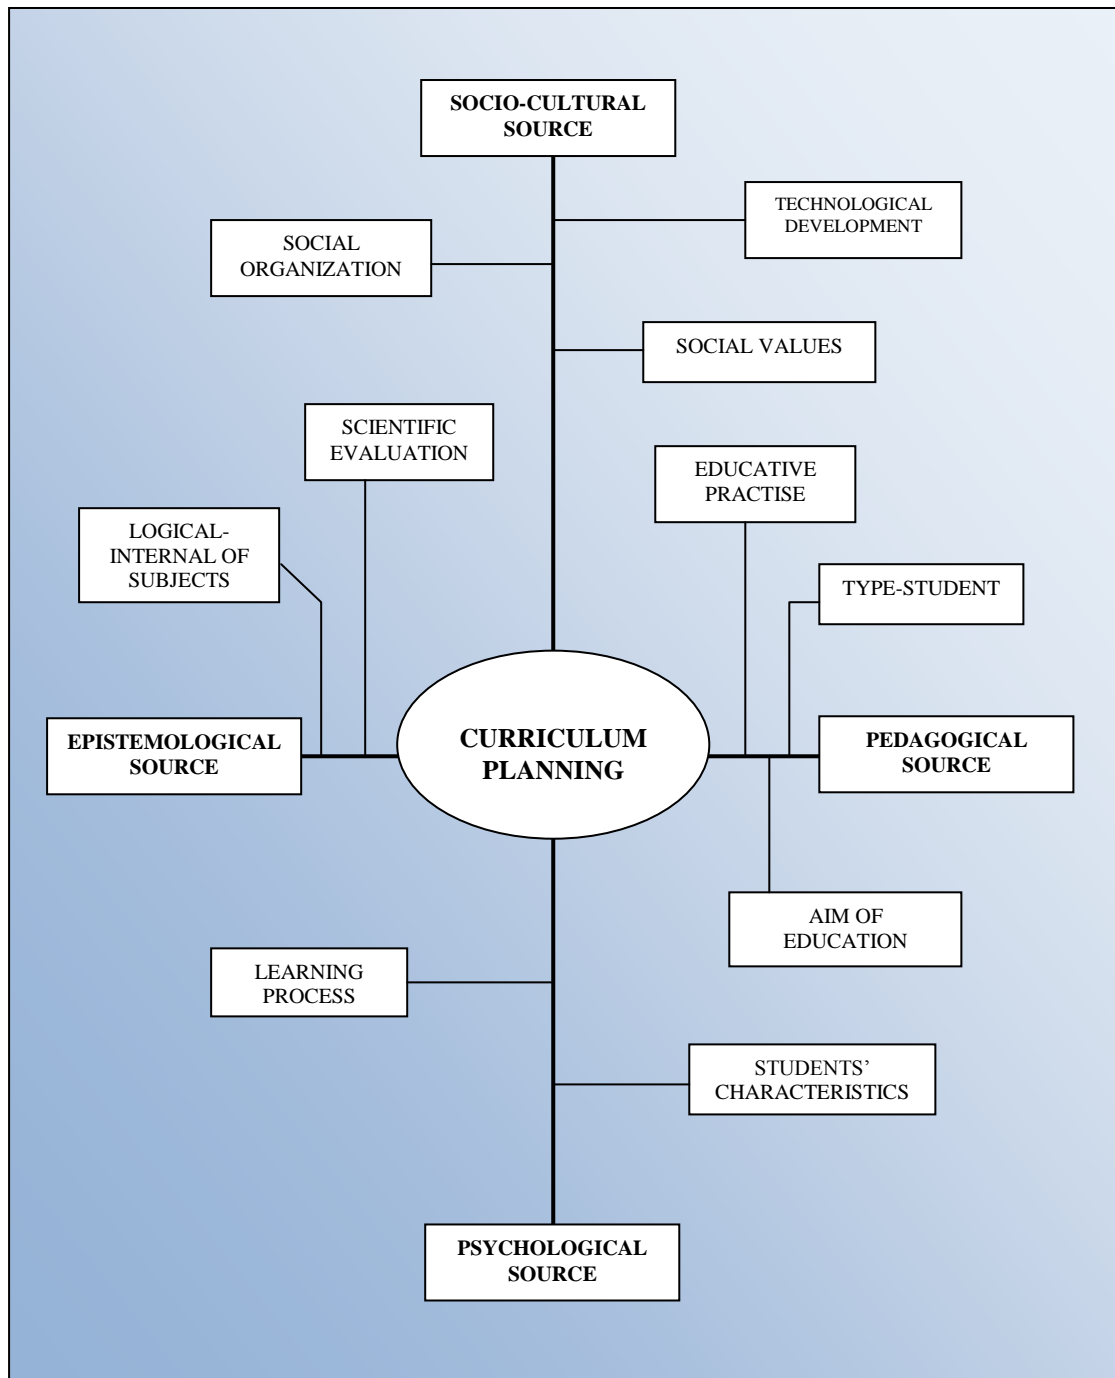 SOCIO-CULTURAL
SOURCE
TECHNOLOGICAL
DEVELOPMENT
SOCIAL
ORGANIZATION
SOCIAL VALUES
SCIENTIFIC
EVALUATION
EDUCATIVE
PRACTISE
LOGICAL-
INTERNAL OF
SUBJECTS
TYPE-STUDENT
EPISTEMOLOGICAL
SOURCE
CURRICULUM
PLANNING
PEDAGOGICAL
SOURCE
AIM OF
EDUCATION
LEARNING
PROCESS
STUDENTS’
CHARACTERISTICS
PSYCHOLOGICAL
SOURCE